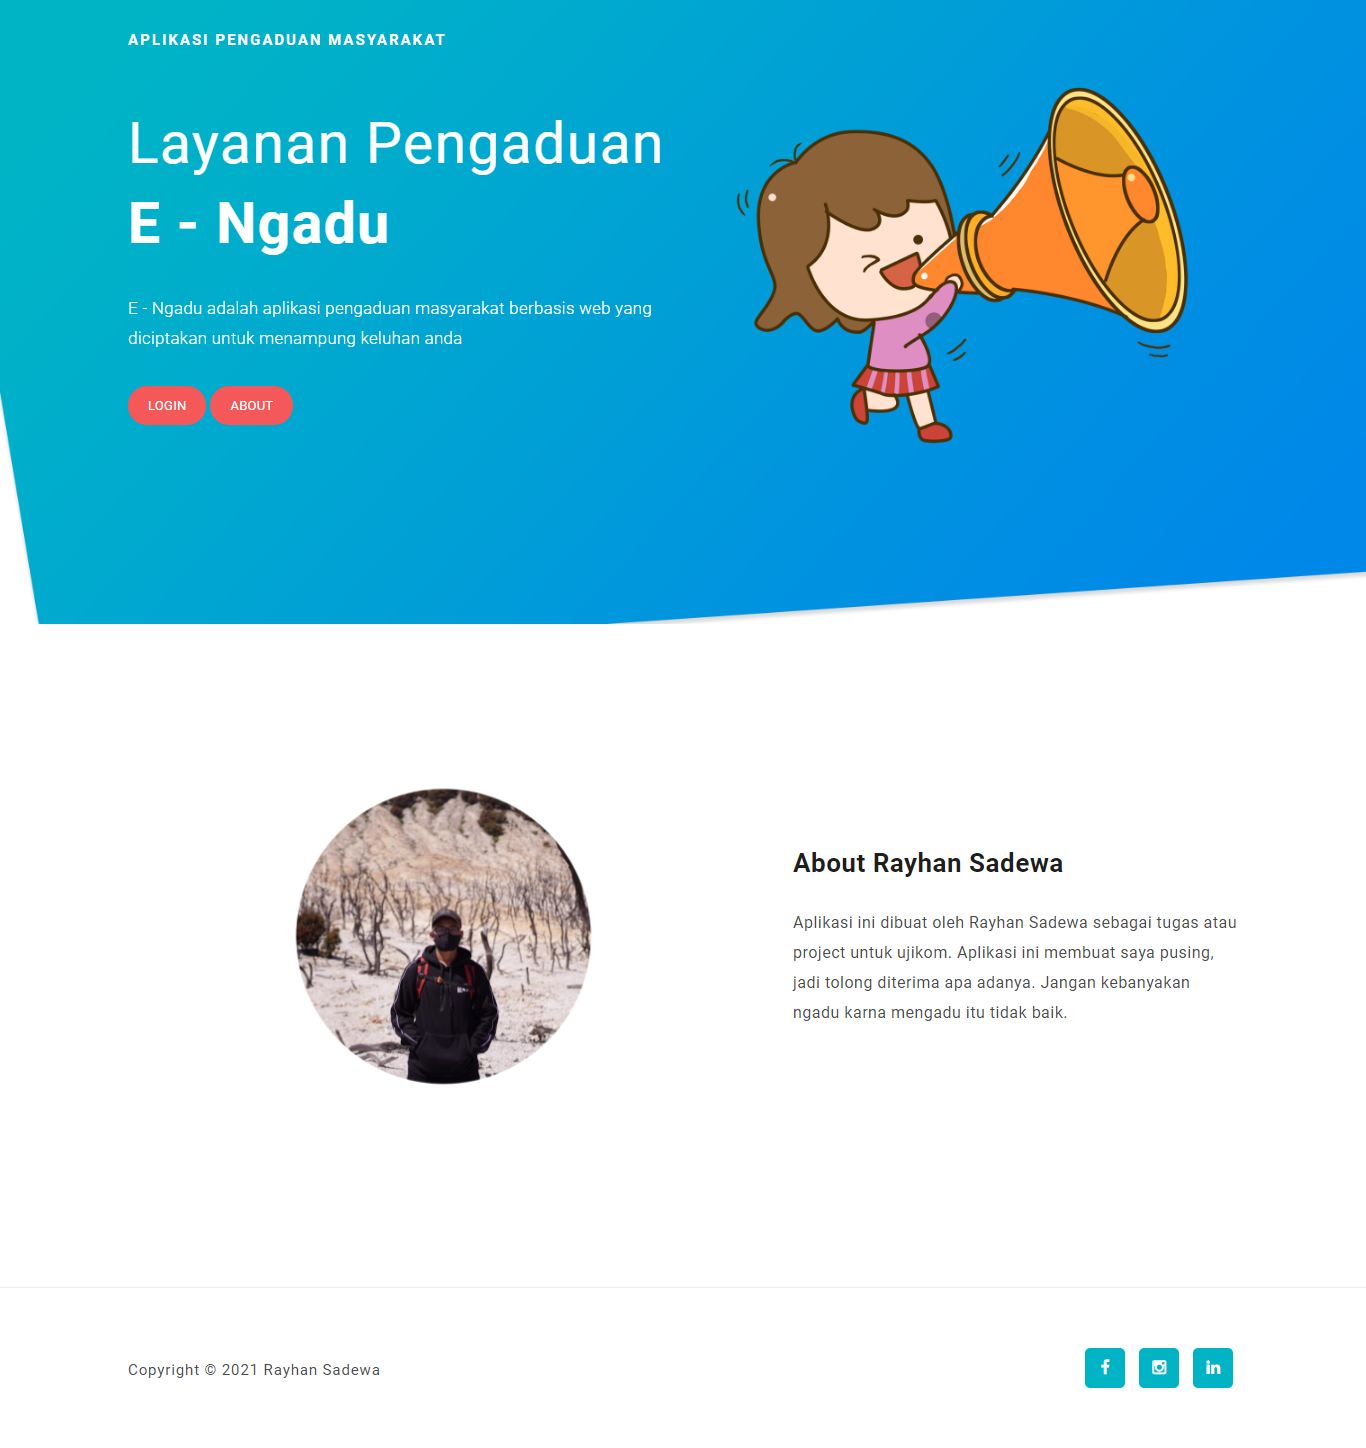 APLIKASI PENGADUAN MASYARAKAT
Layanan Pengaduan
E - Ngadu
E - Ngadu adalah aplikasi pengaduan masyarakat berbasis web yang
diciptakan untuk menampung keluhan anda
LOGIN ABOUT
About Rayhan Sadewa
Aplikasi ini dibuat oleh Rayhan Sadewa sebagai tugas atau
project untuk ujikom. Aplikasi ini membuat saya pusing,
jadi tolong diterima apa adanya. Jangan kebanyakan
ngadu karna mengadu itu tidak baik.
Copyright © 2021 Rayhan Sadewa